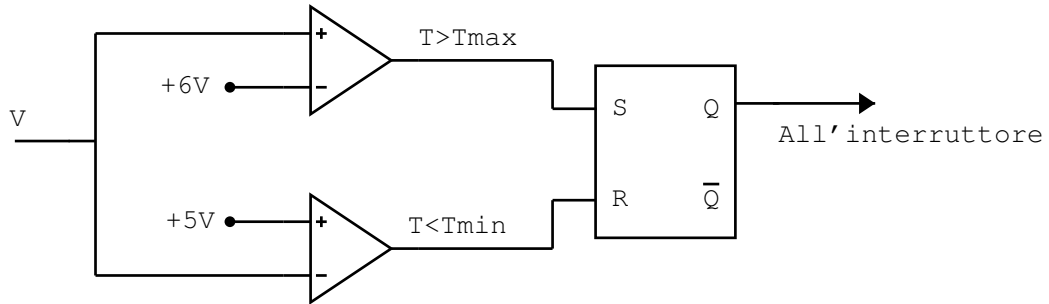 T>Tmax
+
+6V
−
V
S
Q
All'interruttore
+5V
+
T<Tmin
R
Q̅
−